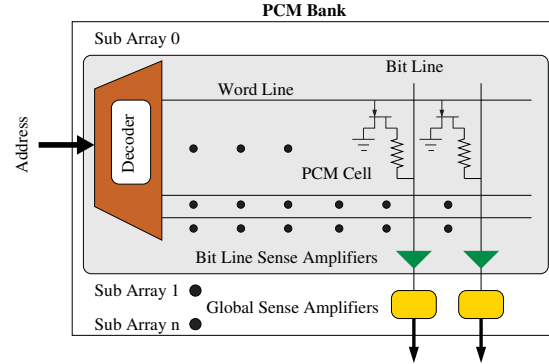 PCM Bank
Sub Array 0
Bit Line
Word Line
Address
Decoder
PCM Cell
Bit Line Sense Amplifiers
Sub Array 1
Global Sense Amplifiers
Sub Array n